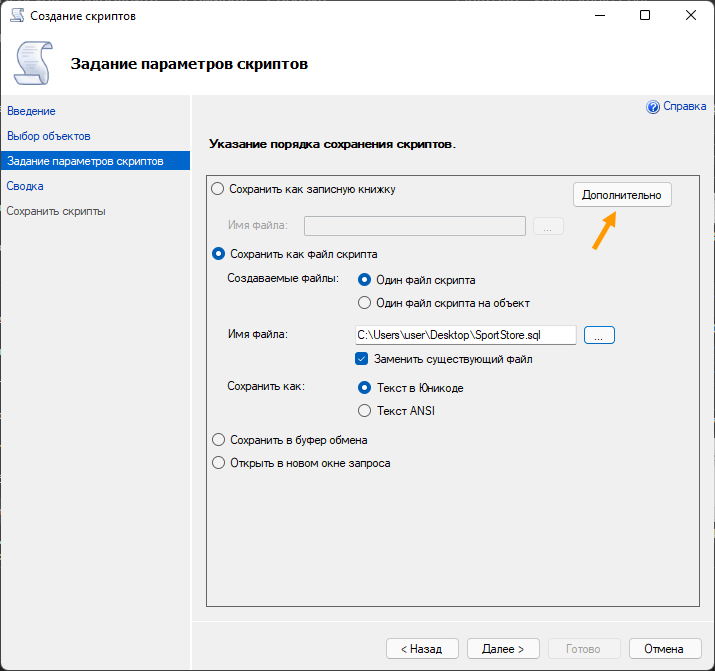 Создание скриптов
Задание параметров скриптов
Введение
Выбор объектов
Задание параметров скриптов
Сводка
Сохранить скрипты
Справка
Указание порядка сохранения скриптов.
Сохранить как записную книжку
Дополнительно
Имя файла:
...
Сохранить как файл скрипта
Создаваемые файлы:
Один файл скрипта
Один файл скрипта на объект
Имя файла:
C:\Users\user\Desktop\SportStore.sql
...
Заменить существующий файл
Сохранить как:
Текст в Юникоде
Текст ANSI
Сохранить в буфер обмена
Открыть в новом окне запроса
< Назад
Далее >
Готово
Отмена